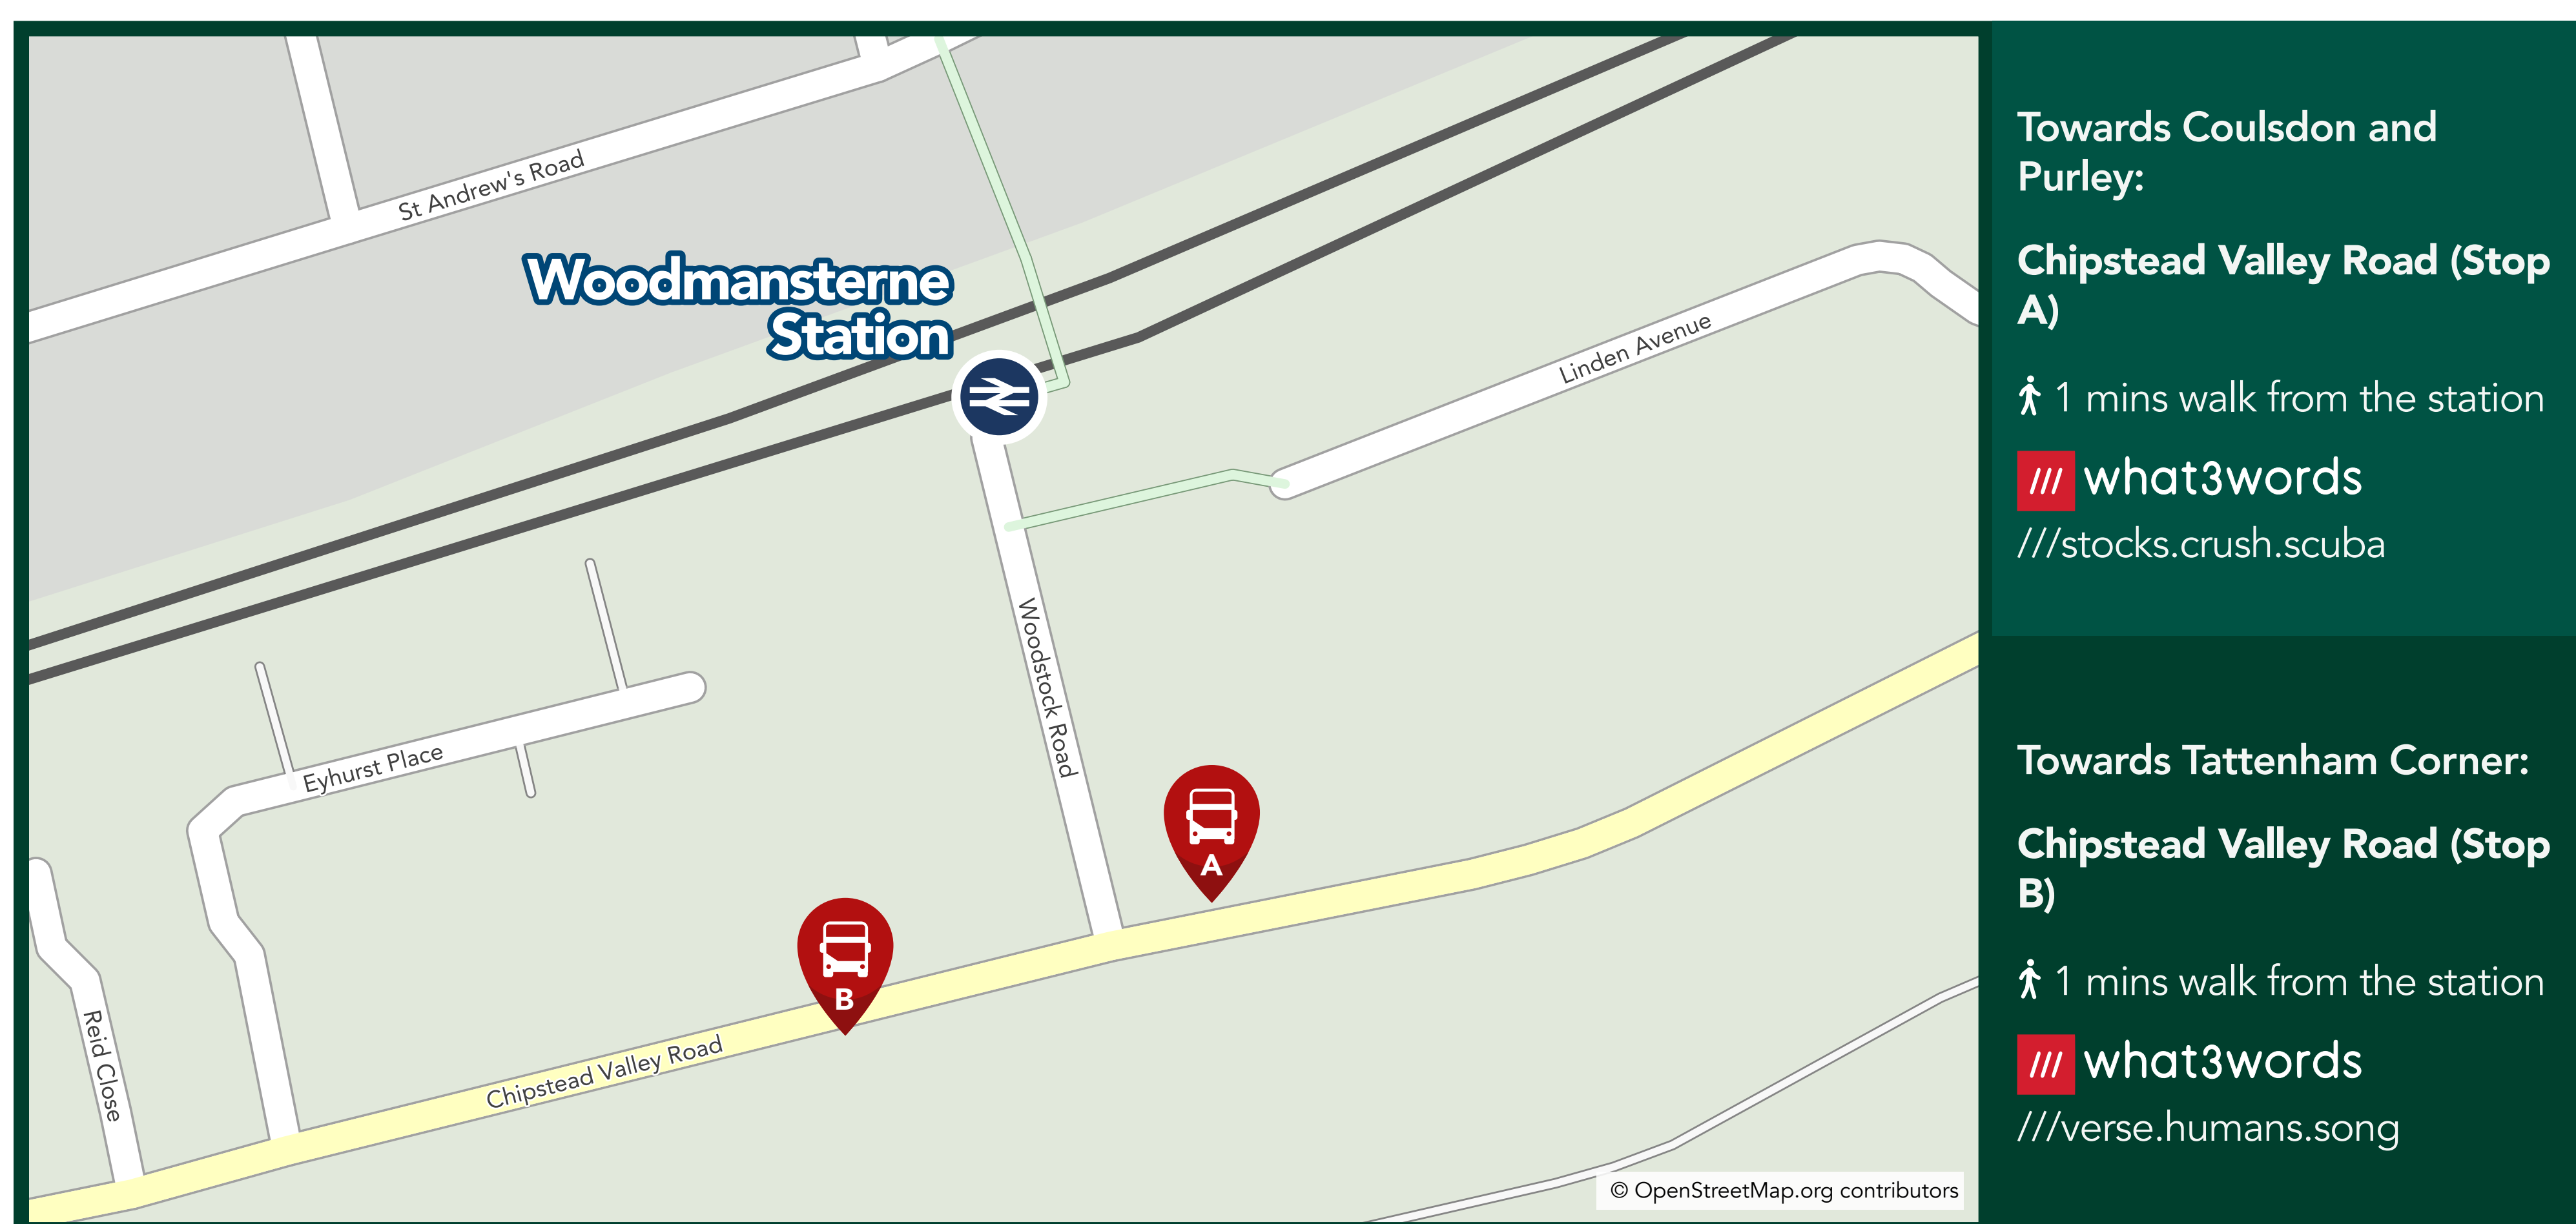 St Andrew's Road
Woodmansterne
Station
Linden Avenue
Woodstock Road
Eyhurst Place
A
B
Reid Close
Chipstead Valley Road
© OpenStreetMap.org contributors
Towards Coulsdon and
Purley:
Chipstead Valley Road (Stop
A)
1 mins walk from the station
/// what3words
///stocks.crush.scuba
Towards Tattenham Corner:
Chipstead Valley Road (Stop
B)
1 mins walk from the station
/// what3words
///verse.humans.song